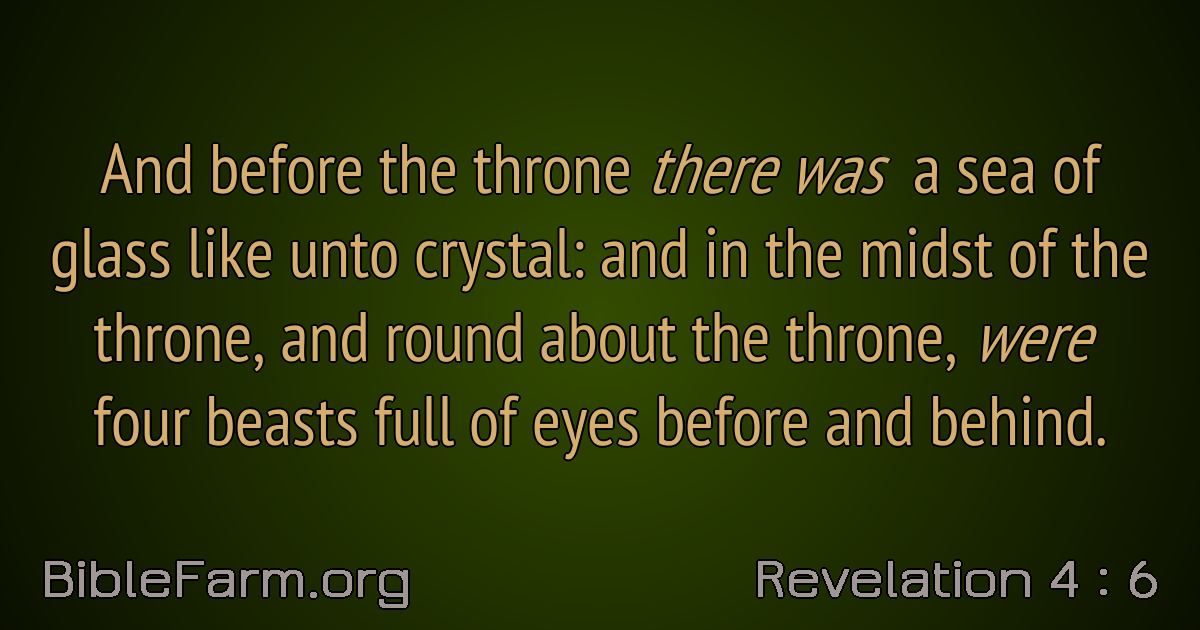 And before the throne there was a sea of
glass like unto crystal: and in the midst of the
throne, and round about the throne, were
four beasts full of eyes before and behind.
BibleFarm.org
Revelation 4 : 6